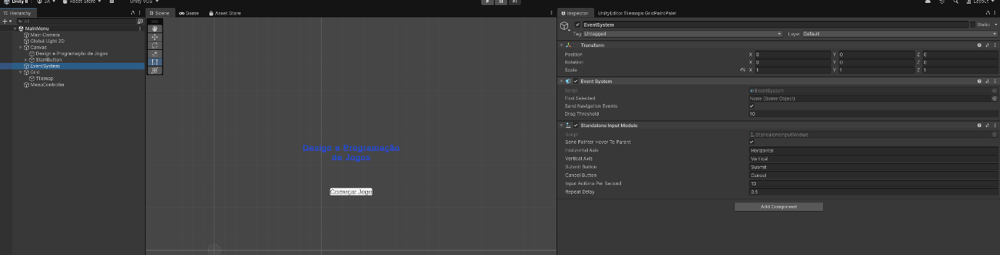 Unity 6
JA
Asset Store
Unity VCS
Layout
Hierarchy
Scene
Game
Asset Store
Inspector
UnityEditor.Tilemaps.GridPaintPalet
All
MainMenu
Main Camera
Global Light 2D
Canvas
Design e Programação de Jogos
StartButton
EventSystem
Grid
Tilemap
MenuController
Design e Programação
de Jogos
Começar Jogo
EventSystem
Static
Tag Untagged
Layer Default
Transform
Position X 0 Y 0 Z 0
Rotation X 0 Y 0 Z 0
Scale X 1 Y 1 Z 1
Event System
Script EventSystem
First Selected None (Game Object)
Send Navigation Events
Drag Threshold 10
Standalone Input Module
Script StandaloneInputModule
Send Pointer Hover To Parent
Horizontal Axis Horizontal
Vertical Axis Vertical
Submit Button Submit
Cancel Button Cancel
Input Actions Per Second 10
Repeat Delay 0.5
Add Component